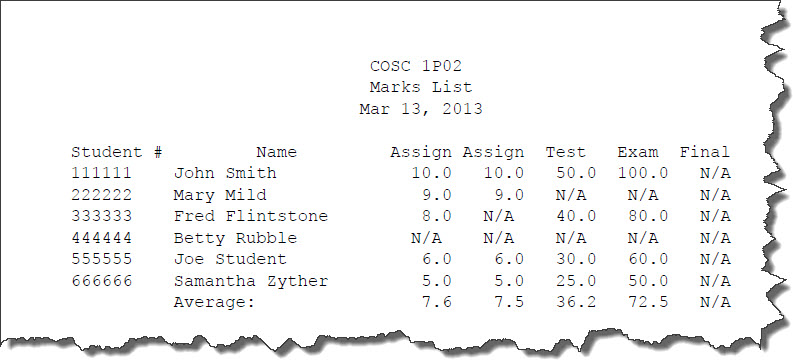 COSC 1P02
Marks List
Mar 13, 2013
Student # Name Assign Assign Test Exam Final
111111 John Smith 10.0 10.0 50.0 100.0 N/A
222222 Mary Mild 9.0 9.0 N/A N/A N/A
333333 Fred Flintstone 8.0 N/A 40.0 80.0 N/A
444444 Betty Rubble N/A N/A N/A N/A N/A
555555 Joe Student 6.0 6.0 30.0 60.0 N/A
666666 Samantha Zyther 5.0 5.0 25.0 50.0 N/A
Average: 7.6 7.5 36.2 72.5 N/A